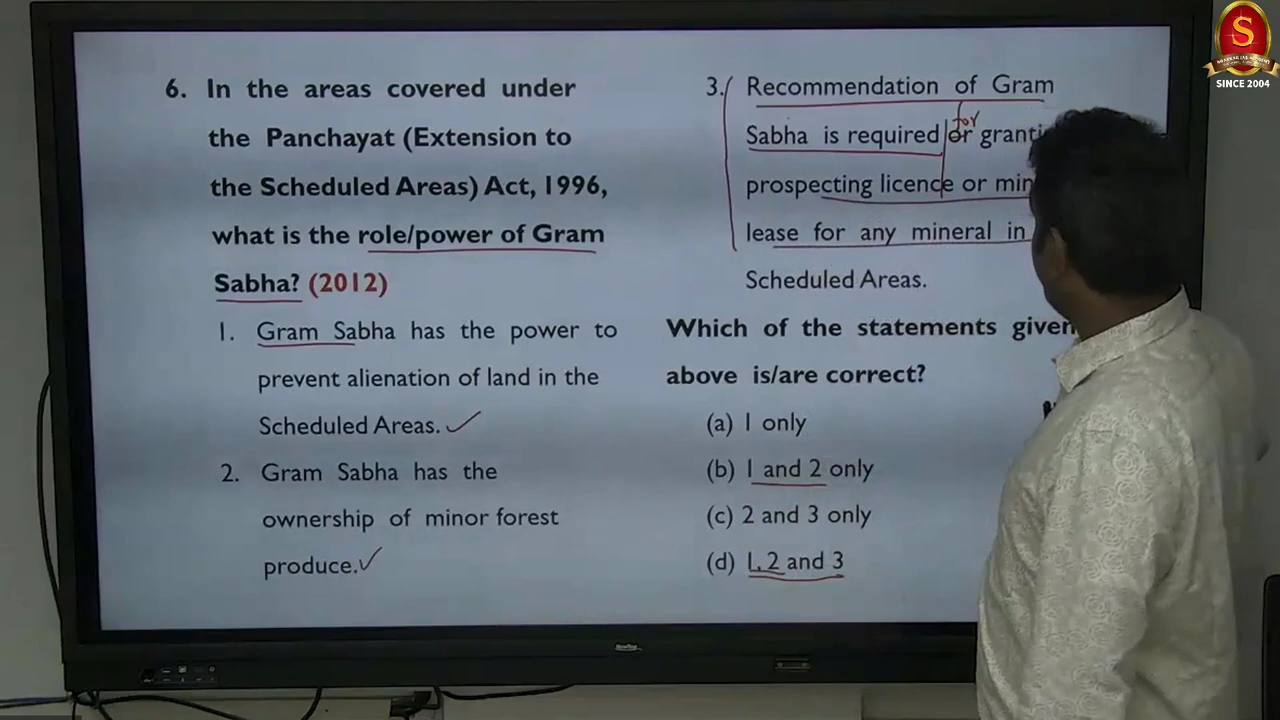 6. In the areas covered under
the Panchayat (Extension to
the Scheduled Areas) Act, 1996,
what is the role/power of Gram
Sabha? (2012)
1. Gram Sabha has the power to
prevent alienation of land in the
Scheduled Areas.
2. Gram Sabha has the
ownership of minor forest
produce.
3. Recommendation of Gram
for
Sabha is required or granti
prospecting licence or min
lease for any mineral in
Scheduled Areas.
Which of the statements given
above is/are correct?
(a) 1 only
(b) 1 and 2 only
(c) 2 and 3 only
(d) 1, 2 and 3
S
SINCE 2004